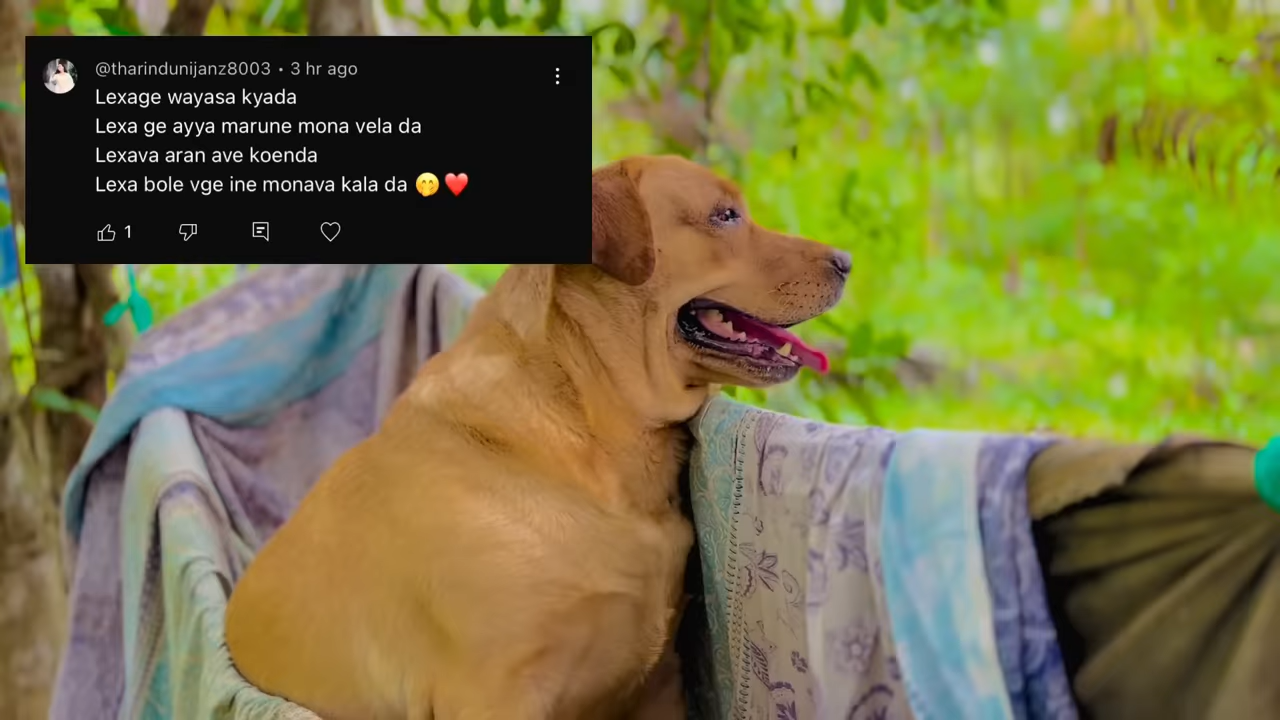 @tharindunijanz8003 • 3 hr ago
Lexage wayasa kyada
Lexa ge ayya marune mona vela da
Lexava aran ave koenda
Lexa bole vge ine monava kala da 🤭❤️
1